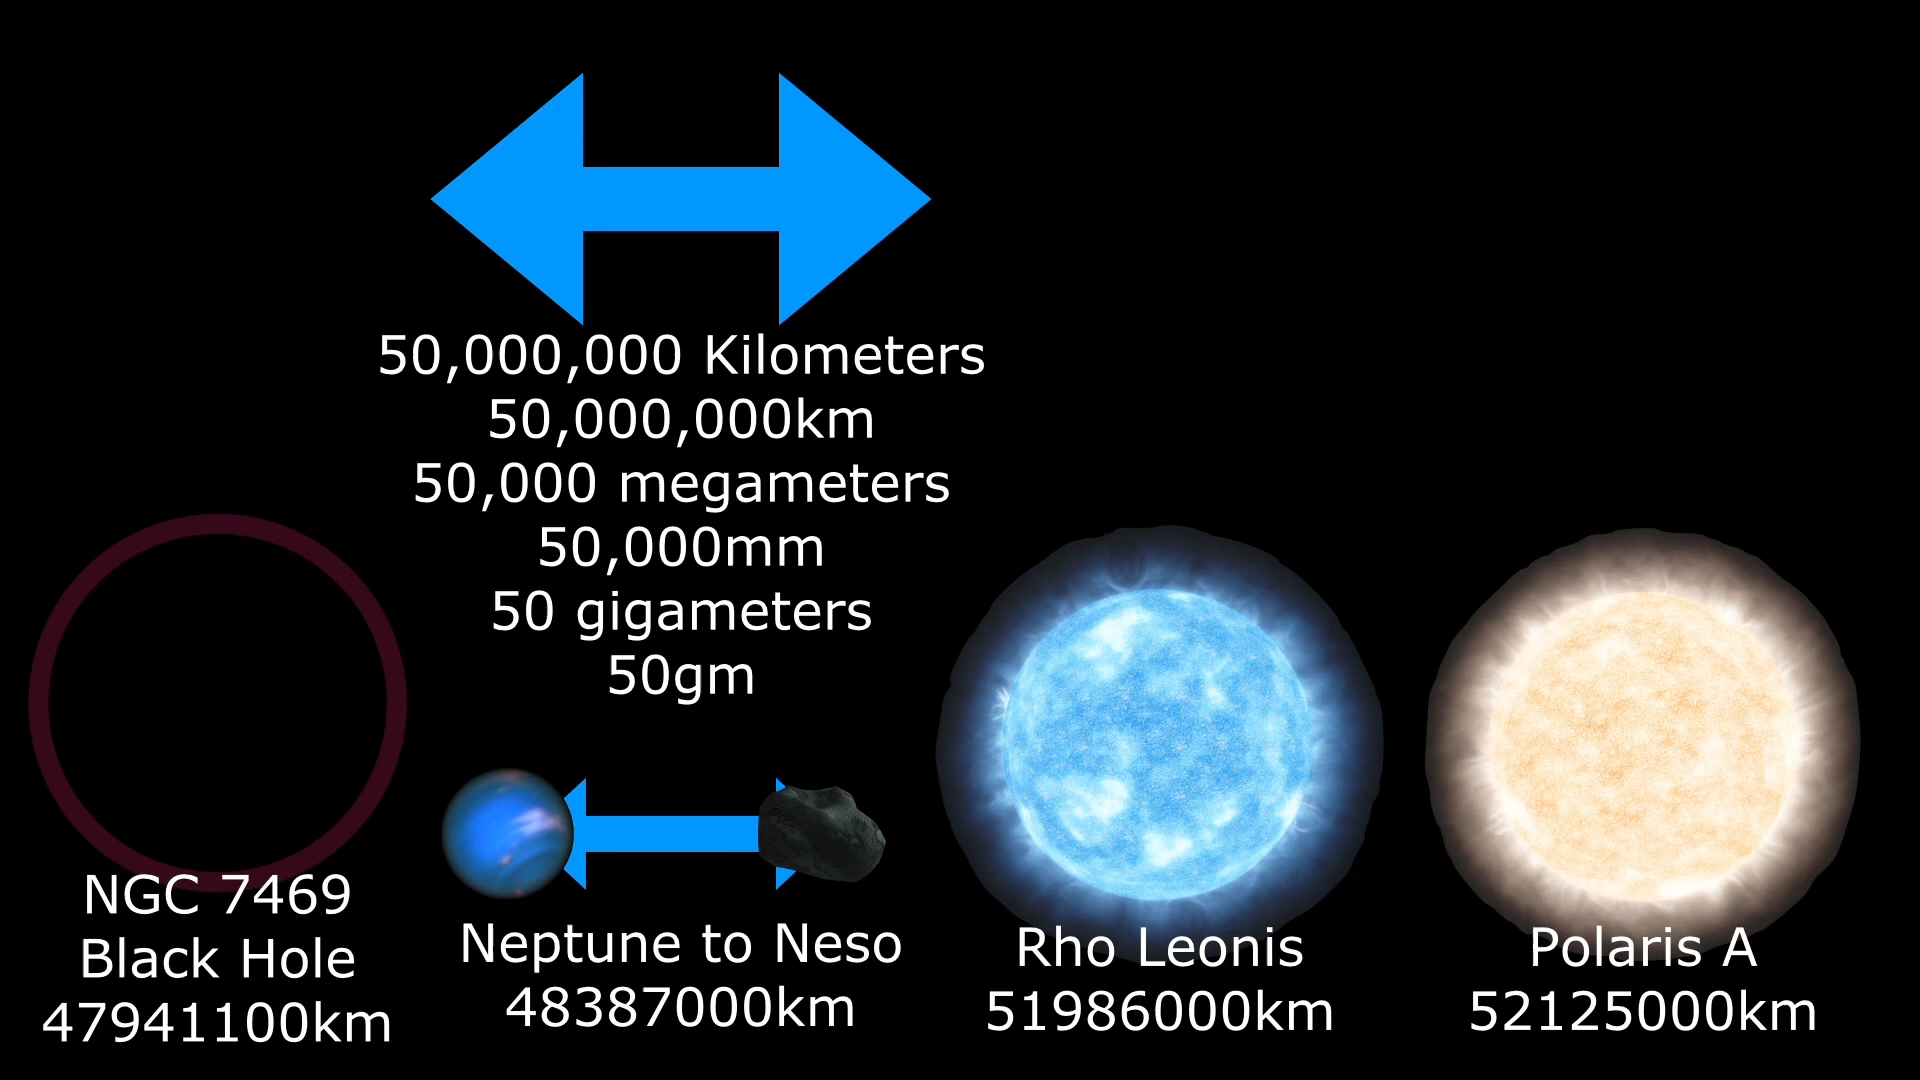 50,000,000 Kilometers
50,000,000km
50,000 megameters
50,000mm
50 gigameters
50gm
NGC 7469
Black Hole
47941100km
Neptune to Neso
48387000km
Rho Leonis
51986000km
Polaris A
52125000km